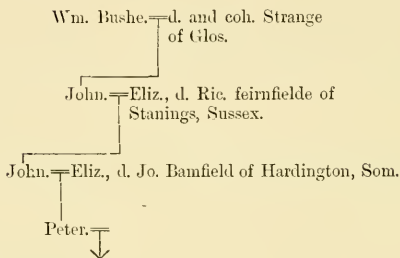 Wm. Bushe.=d. and coh. Strange
of Glos.
John.=Eliz., d. Ric. feirnfielde of
Stanings, Sussex.
John.=Eliz., d. Jo. Bamfield of Hardington, Som.
Peter.=